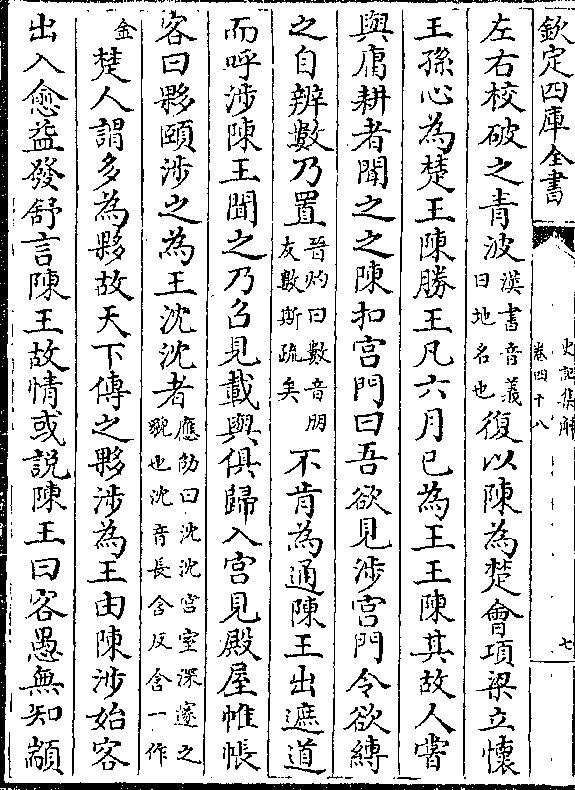 欽定四庫全書
史記集解
卷四十八
七
左右校破之青波漢書音義曰地名也復以陳為楚會項梁立懷
王孫心為楚王陳勝王凡六月已為王王陳其故人嘗
與庸耕者聞之之陳扣宫門曰吾欲見涉宫門令欲縛
之自辨數乃置晉灼曰數音朋友數斯疏矣不肯為通陳王出遮道
而呼涉陳王聞之乃召見載與俱歸入宫見殿屋帷帳
客曰夥頤涉之為王沈沈者應劭曰沈沈宫室深邃之貌也沈音長含反含一作
金楚人謂多為夥故天下傳之夥涉為王由陳涉始客
出入愈益發舒言陳王故情或説陳王曰客愚無知顓